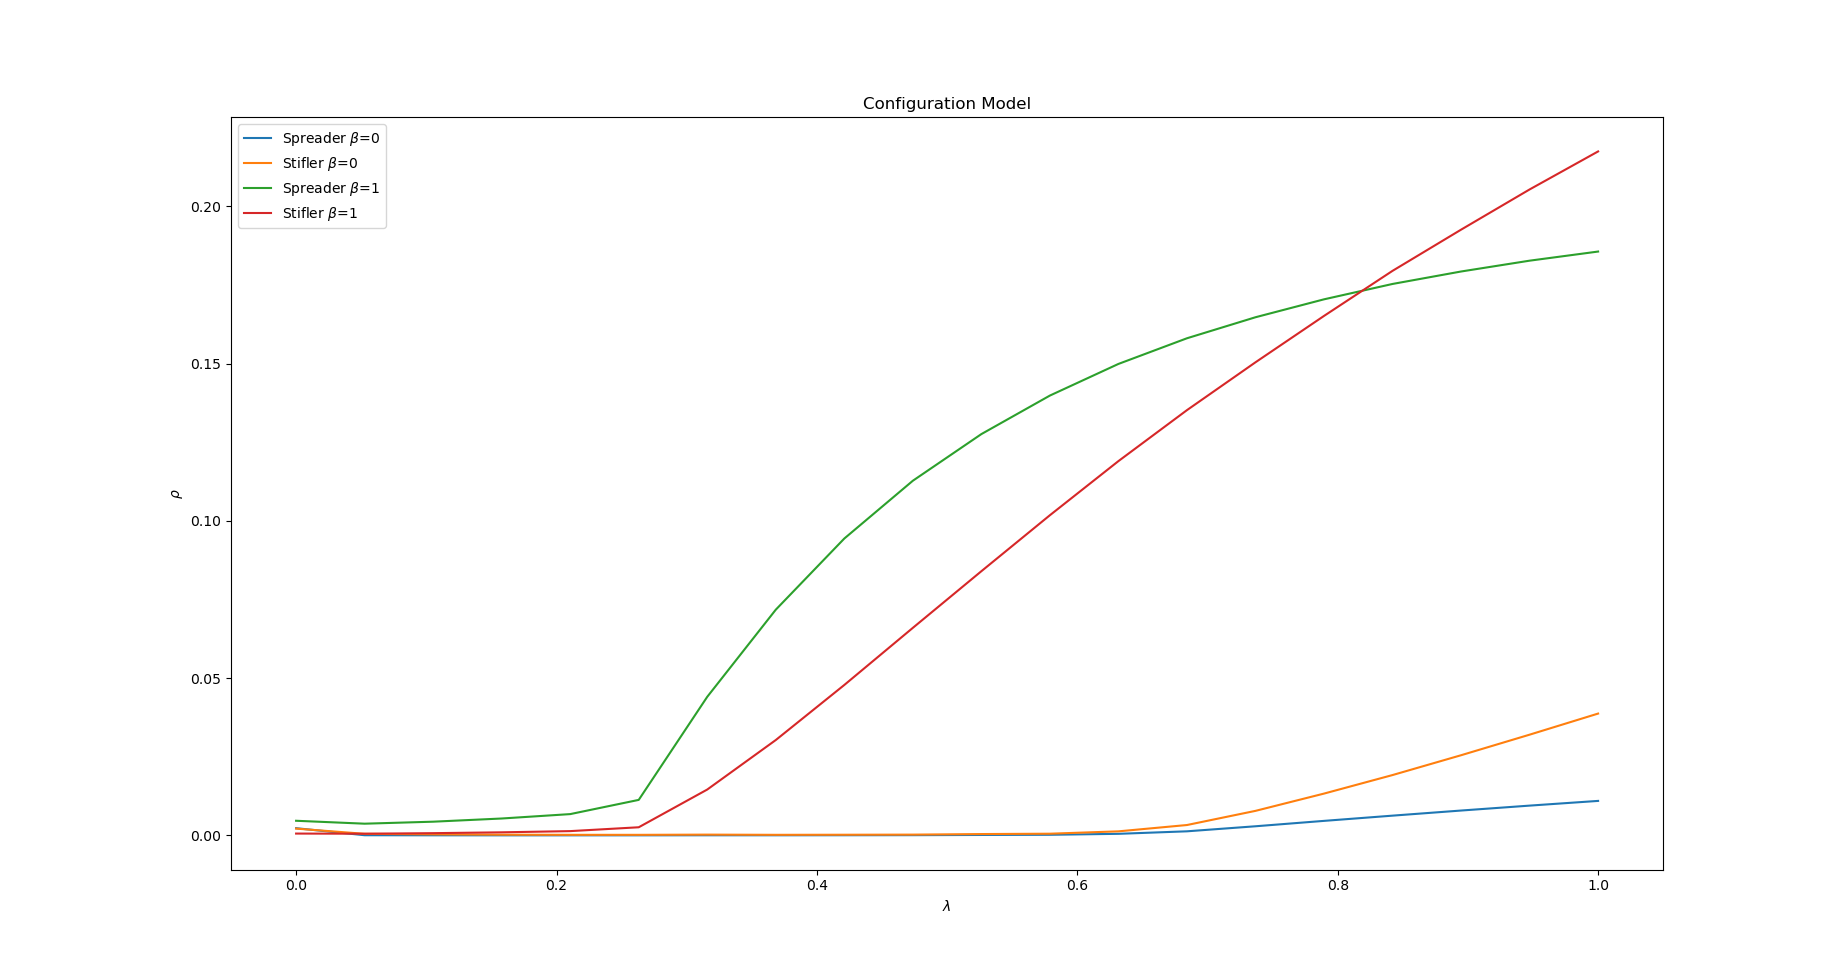 Configuration Model
Spreader β=0
Stifler β=0
Spreader β=1
Stifler β=1
0.20
0.15
ρ
0.10
0.05
0.00
0.0 0.2 0.4 0.6 0.8 1.0
λ